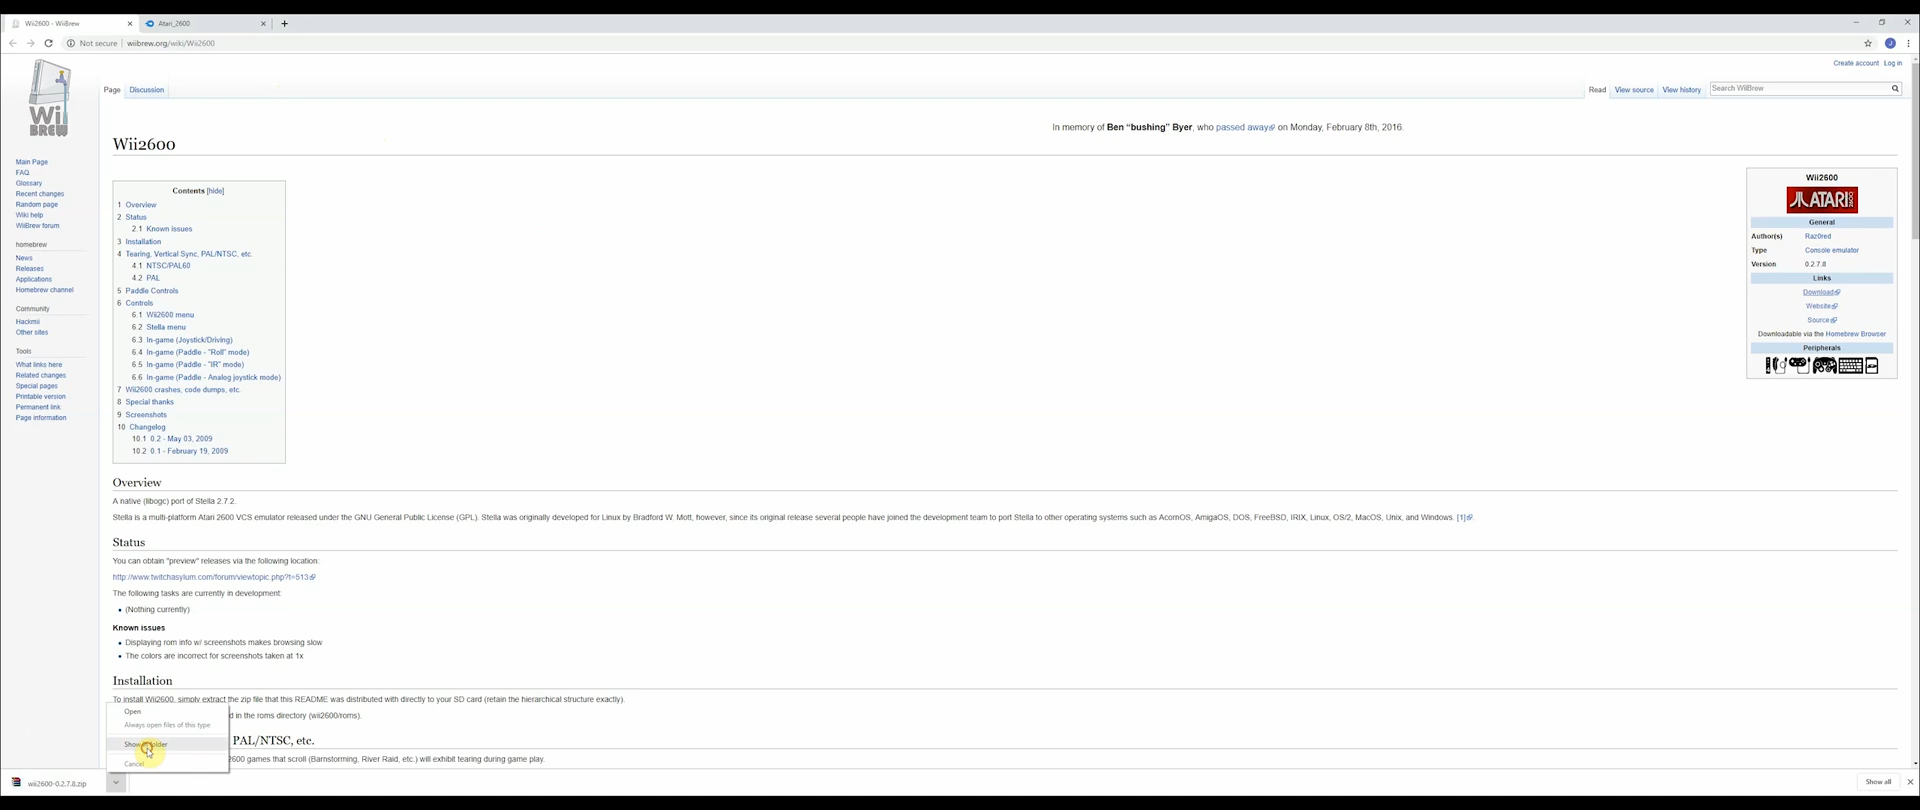 Wii2600 - WiiBrew
Atari_2600
Not secure
wiibrew.org/wiki/Wii2600
Create account Log in
Page Discussion
Read View source View history
Search WiiBrew
Wii
BREW
In memory of Ben “bushing” Byer, who passed away on Monday, February 8th, 2016.
Wii2600
Main Page
FAQ
Glossary
Recent changes
Random page
Wiki help
WiiBrew forum
homebrew
News
Releases
Applications
Homebrew channel
Community
Hackmii
Other sites
Tools
What links here
Related changes
Special pages
Printable version
Permanent link
Page information
Contents [hide]
1 Overview
2 Status
2.1 Known issues
3 Installation
4 Tearing, Vertical Sync, PAL/NTSC, etc.
4.1 NTSC/PAL60
4.2 PAL
5 Paddle Controls
6 Controls
6.1 Wii2600 menu
6.2 Stella menu
6.3 In-game (Joystick/Driving)
6.4 In-game (Paddle - "Roll" mode)
6.5 In-game (Paddle - "IR" mode)
6.6 In-game (Paddle - Analog joystick mode)
7 Wii2600 crashes, code dumps, etc.
8 Special thanks
9 Screenshots
10 Changelog
10.1 0.2 - May 03, 2009
10.2 0.1 - February 19, 2009
Wii2600
ATARI 2600
General
Author(s) Raz0red
Type Console emulator
Version 0.2.7.8
Links
Download
Website
Source
Downloadable via the Homebrew Browser
Peripherals
Overview
A native (libogc) port of Stella 2.7.2.
Stella is a multi-platform Atari 2600 VCS emulator released under the GNU General Public License (GPL). Stella was originally developed for Linux by Bradford W. Mott, however, since its original release several people have joined the development team to port Stella to other operating systems such as AcornOS, AmigaOS, DOS, FreeBSD, IRIX, Linux, OS/2, MacOS, Unix, and Windows. [1]
Status
You can obtain "preview" releases via the following location:
http://www.twitchasylum.com/forum/viewtopic.php?t=513
The following tasks are currently in development:
(Nothing currently)
Known issues
Displaying rom info w/ screenshots makes browsing slow
The colors are incorrect for screenshots taken at 1x
Installation
To install Wii2600, simply extract the zip file that this README was distributed with directly to your SD card (retain the hierarchical structure exactly).
d in the roms directory (wii2600/roms).
PAL/NTSC, etc.
2600 games that scroll (Barnstorming, River Raid, etc.) will exhibit tearing during game play.
Open
Always open files of this type
Show in folder
Cancel
wii2600-0.2.7.8.zip
Show all